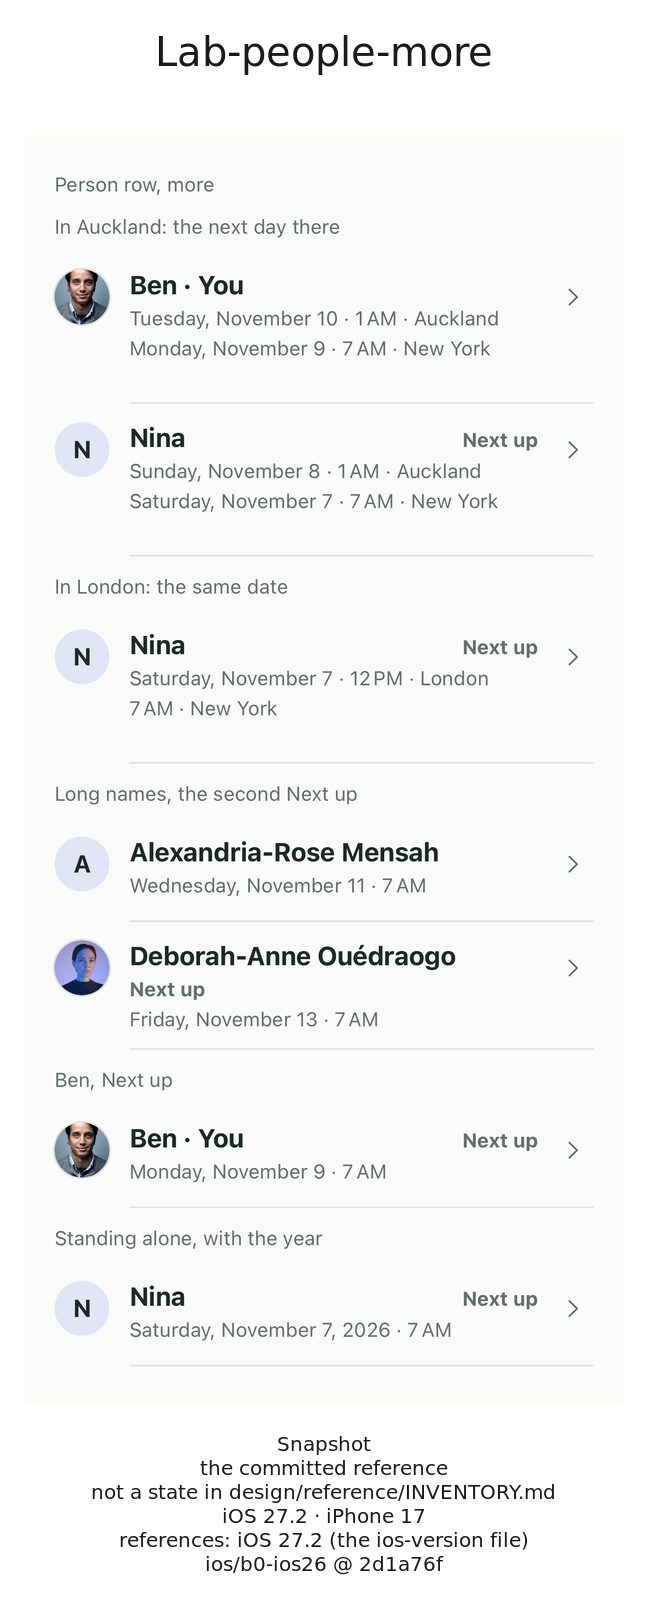 Lab-people-more
Person row, more
In Auckland: the next day there
Ben · You
Tuesday, November 10 · 1 AM · Auckland
Monday, November 9 · 7 AM · New York
N
Nina
Next up
Sunday, November 8 · 1 AM · Auckland
Saturday, November 7 · 7 AM · New York
In London: the same date
N
Nina
Next up
Saturday, November 7 · 12 PM · London
7 AM · New York
Long names, the second Next up
A
Alexandria-Rose Mensah
Wednesday, November 11 · 7 AM
Deborah-Anne Ouédraogo
Next up
Friday, November 13 · 7 AM
Ben, Next up
Ben · You
Next up
Monday, November 9 · 7 AM
Standing alone, with the year
N
Nina
Next up
Saturday, November 7, 2026 · 7 AM
Snapshot
the committed reference
not a state in design/reference/INVENTORY.md
iOS 27.2 · iPhone 17
references: iOS 27.2 (the ios-version file)
ios/b0-ios26 @ 2d1a76f